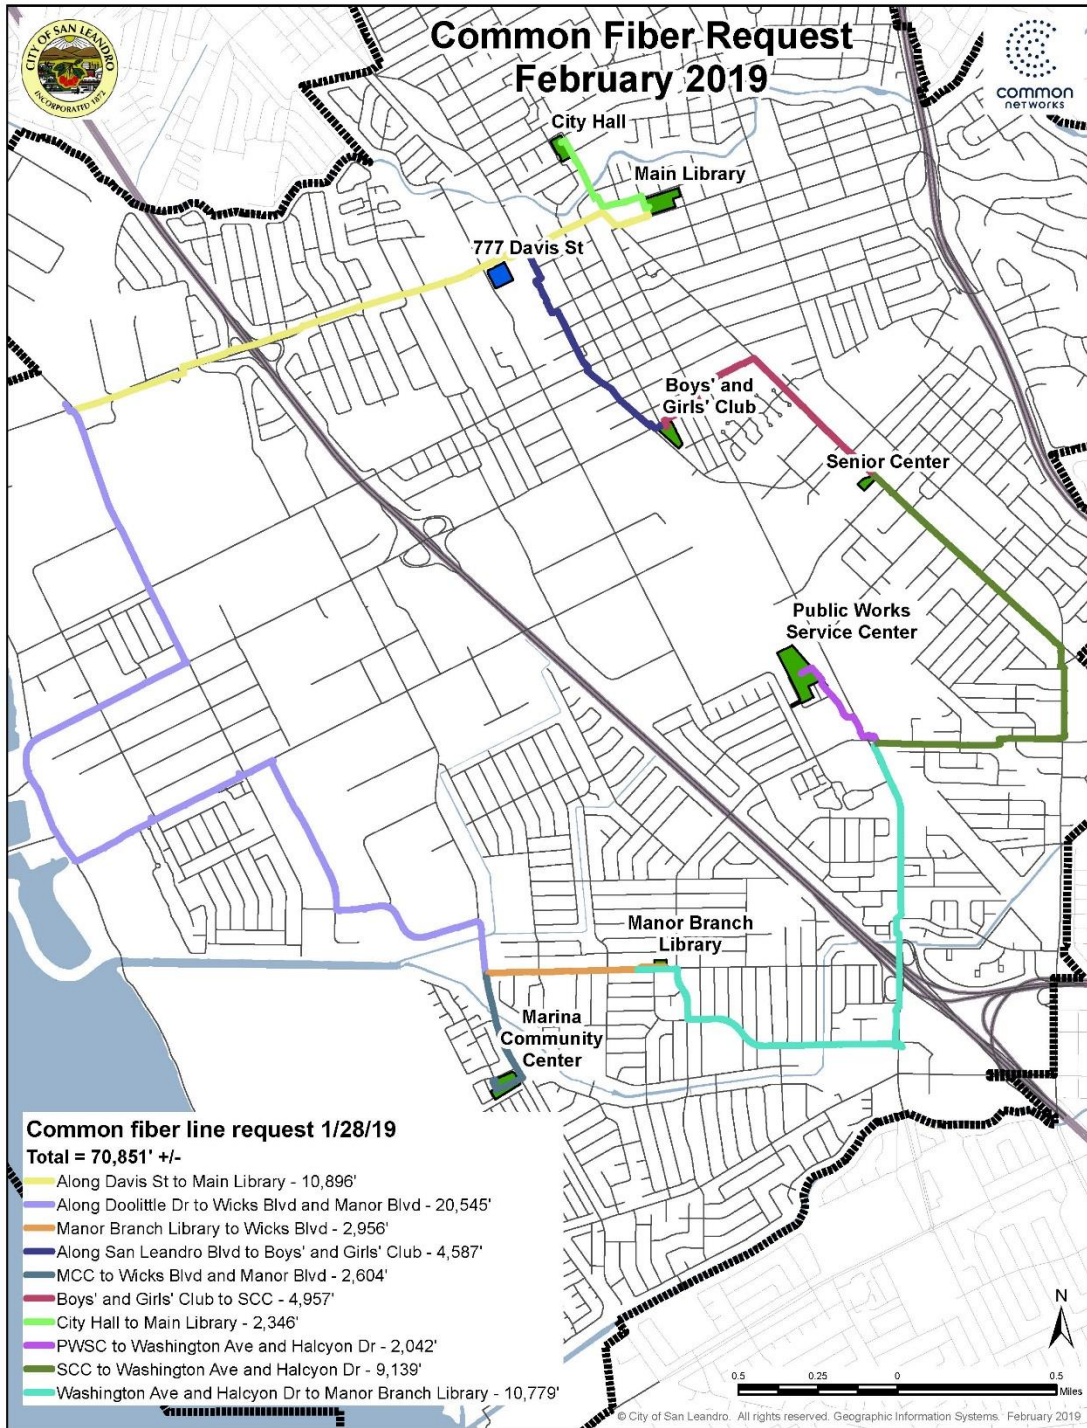 CITY OF SAN LEANDRO
INCORPORATED 1872
Common Fiber Request
February 2019
common
networks
City Hall
Main Library
777 Davis St
Boys' and
Girls' Club
Senior Center
Public Works
Service Center
Manor Branch
Library
Marina
Community
Center
Common fiber line request 1/28/19
Total = 70,851' +/-
Along Davis St to Main Library - 10,896'
Along Doolittle Dr to Wicks Blvd and Manor Blvd - 20,545'
Manor Branch Library to Wicks Blvd - 2,956'
Along San Leandro Blvd to Boys' and Girls' Club - 4,587'
MCC to Wicks Blvd and Manor Blvd - 2,604'
Boys' and Girls' Club to SCC - 4,957'
City Hall to Main Library - 2,346'
PWSC to Washington Ave and Halcyon Dr - 2,042'
SCC to Washington Ave and Halcyon Dr - 9,139'
Washington Ave and Halcyon Dr to Manor Branch Library - 10,779'
N
0.5 0.25 0 0.5
Miles
© City of San Leandro. All rights reserved. Geographic Information Systems - February 2019